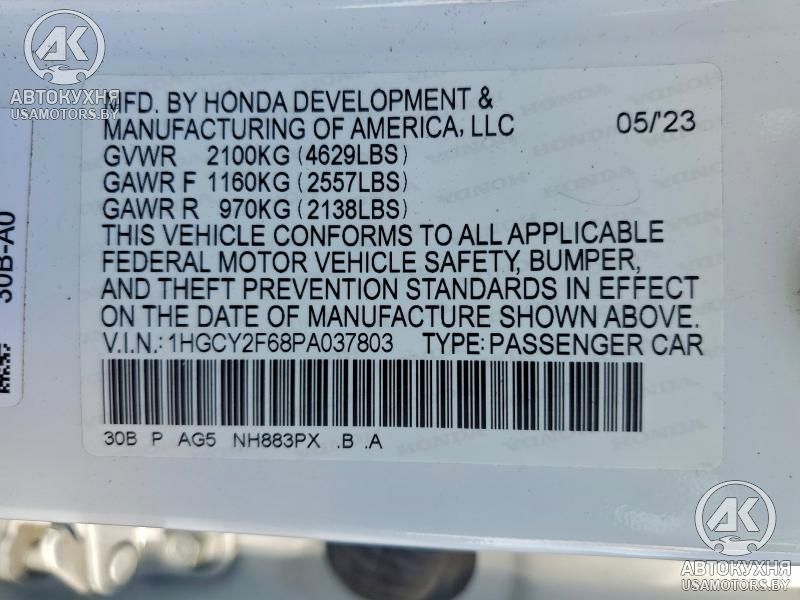 AK
АВТОКУХНЯ
USAMOTORS.BY
MFD. BY HONDA DEVELOPMENT &
MANUFACTURING OF AMERICA, LLC 05/'23
GVWR 2100KG (4629LBS)
GAWR F 1160KG (2557LBS)
GAWR R 970KG (2138LBS)
THIS VEHICLE CONFORMS TO ALL APPLICABLE
FEDERAL MOTOR VEHICLE SAFETY, BUMPER,
AND THEFT PREVENTION STANDARDS IN EFFECT
ON THE DATE OF MANUFACTURE SHOWN ABOVE.
V.I.N.: 1HGCY2F68PA037803 TYPE: PASSENGER CAR
30B P AG5 NH883PX .B .A
30B-A0
AK
АВТОКУХНЯ
USAMOTORS.BY